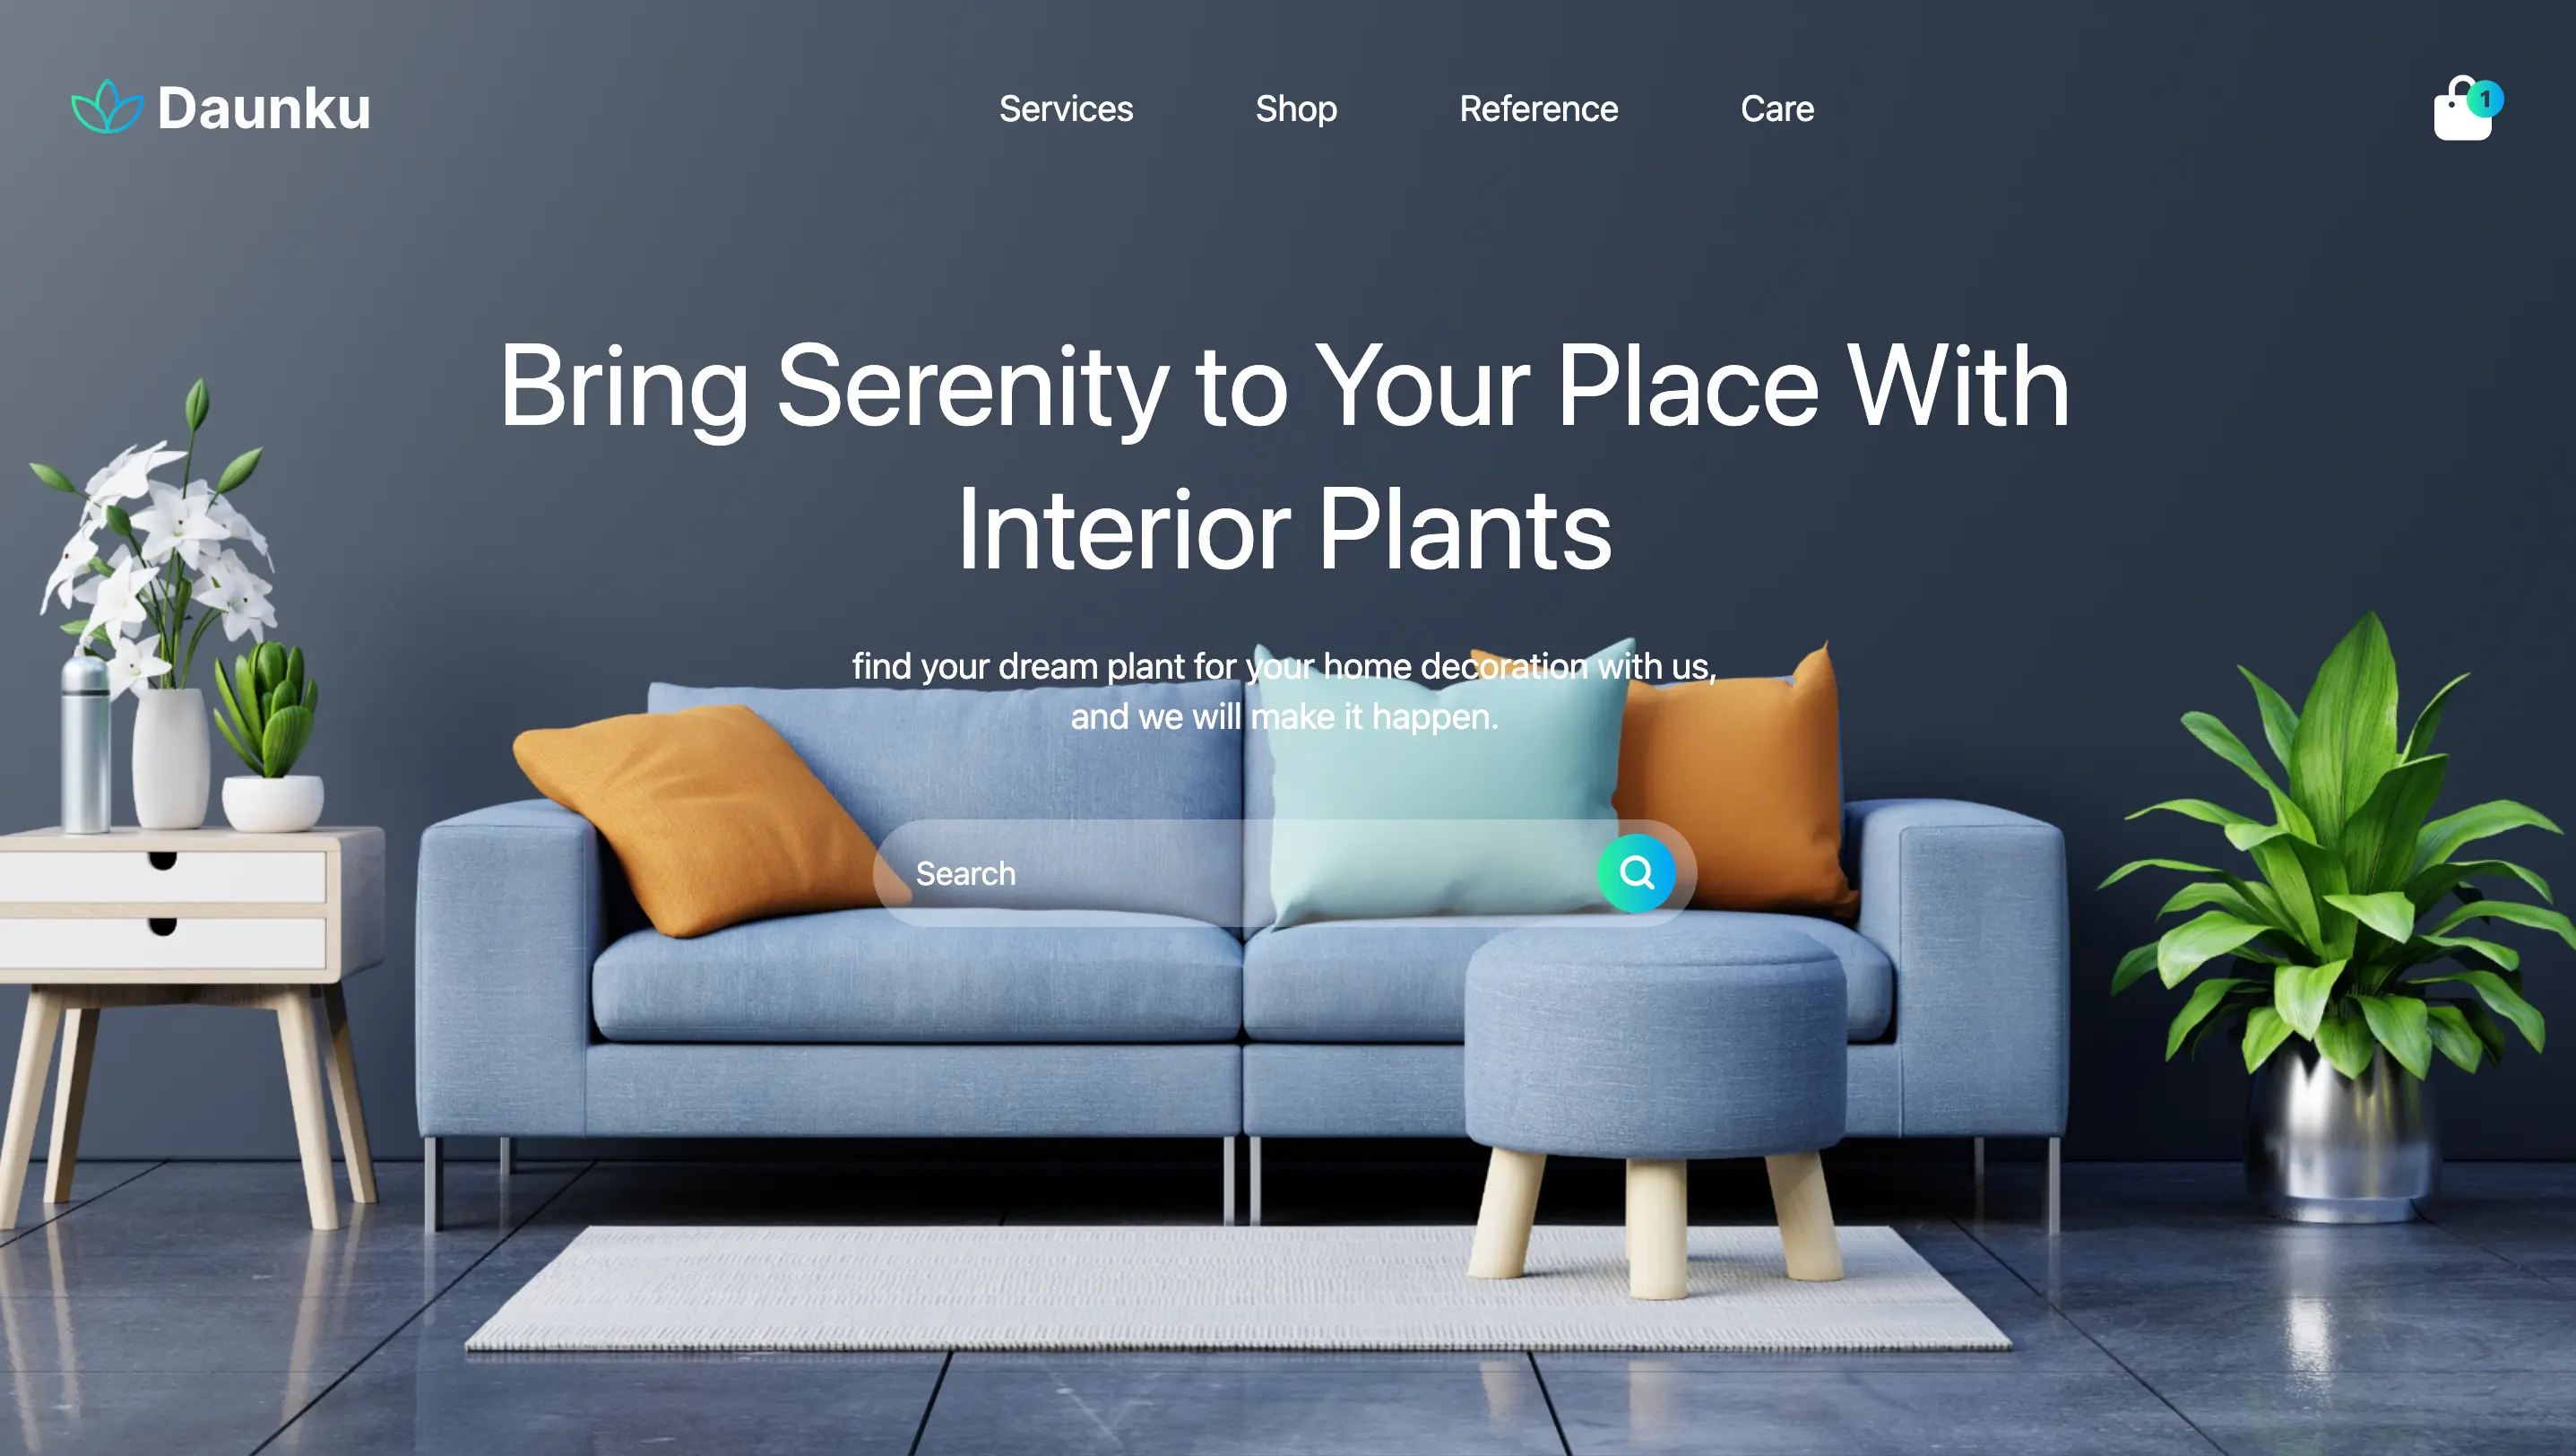 Daunku
Services
Shop
Reference
Care
1
Bring Serenity to Your Place With
Interior Plants
find your dream plant for your home decoration with us,
and we will make it happen.
Search